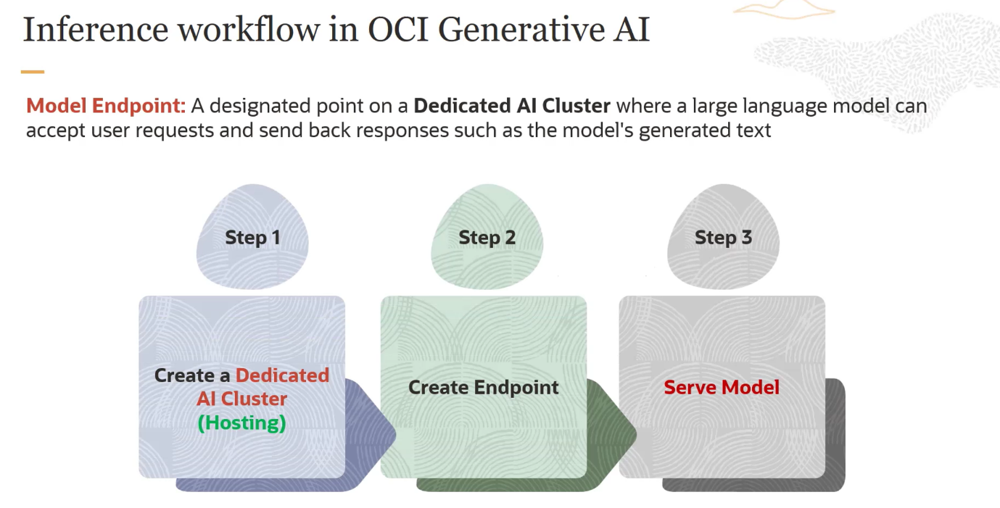 Inference workflow in OCI Generative AI
Model Endpoint: A designated point on a Dedicated AI Cluster where a large language model can
accept user requests and send back responses such as the model's generated text
Step 1
Step 2
Step 3
Create a Dedicated
AI Cluster
(Hosting)
Create Endpoint
Serve Model